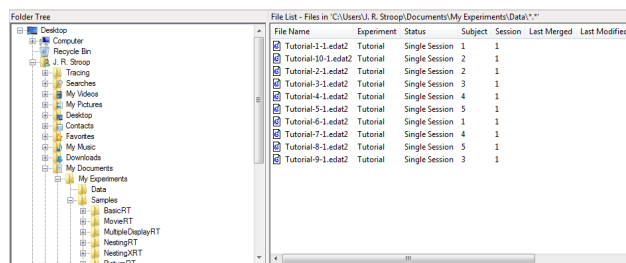 Folder Tree
Desktop
Computer
Recycle Bin
J. R. Stroop
Tracing
Searches
My Videos
My Pictures
Desktop
Contacts
Favorites
My Music
Downloads
My Documents
My Experiments
Data
Samples
BasicRT
MovieRT
MultipleDisplayRT
NestingRT
NestingXRT
PictureRT
File List - Files in 'C:\Users\J. R. Stroop\Documents\My Experiments\Data\*.*'
File Name Experiment Status Subject Session Last Merged Last Modified
Tutorial-1-1.edat2 Tutorial Single Session 1 1
Tutorial-10-1.edat2 Tutorial Single Session 2 1
Tutorial-2-1.edat2 Tutorial Single Session 2 1
Tutorial-3-1.edat2 Tutorial Single Session 3 1
Tutorial-4-1.edat2 Tutorial Single Session 4 1
Tutorial-5-1.edat2 Tutorial Single Session 5 1
Tutorial-6-1.edat2 Tutorial Single Session 1 1
Tutorial-7-1.edat2 Tutorial Single Session 4 1
Tutorial-8-1.edat2 Tutorial Single Session 5 1
Tutorial-9-1.edat2 Tutorial Single Session 3 1